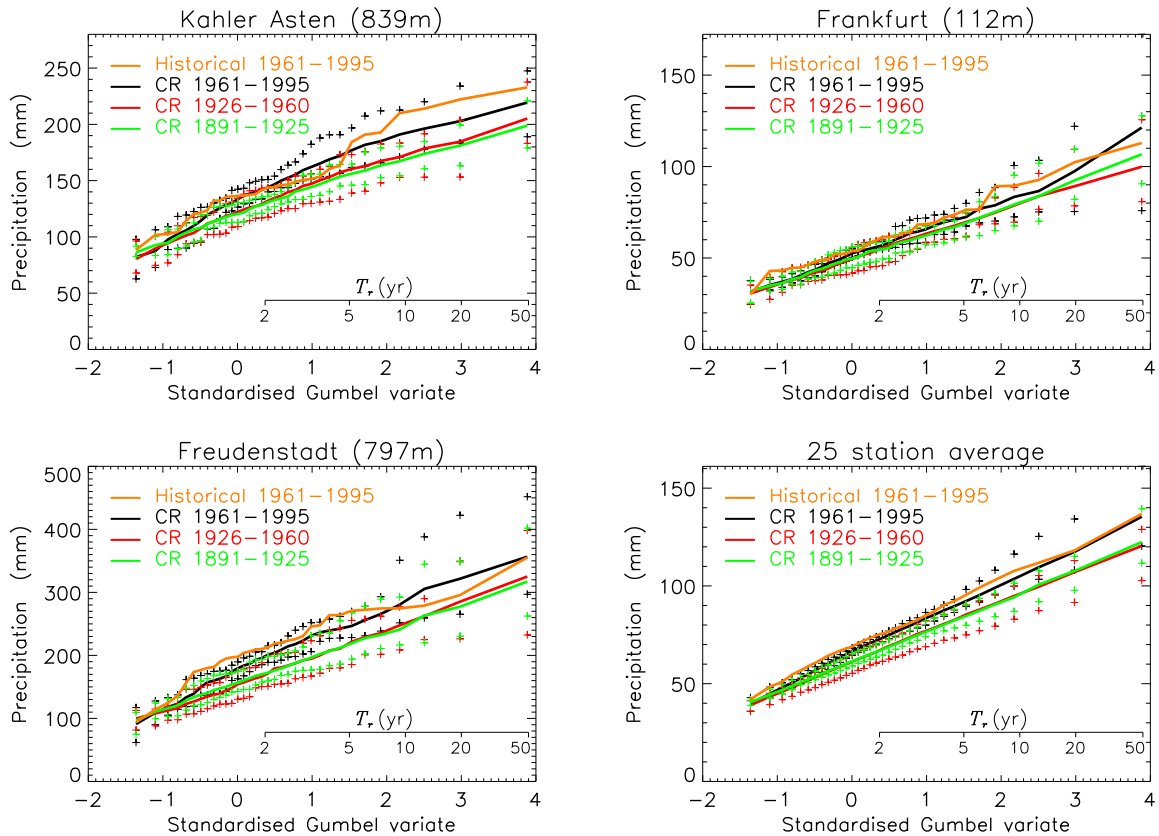 Kahler Asten (839m)
Precipitation (mm)
250
200
150
100
50
0
Historical 1961−1995
CR 1961−1995
CR 1926−1960
CR 1891−1925
Tr (yr)
2 5 10 20 50
−2 −1 0 1 2 3 4
Standardised Gumbel variate
Frankfurt (112m)
Precipitation (mm)
150
100
50
0
Historical 1961−1995
CR 1961−1995
CR 1926−1960
CR 1891−1925
Tr (yr)
2 5 10 20 50
−2 −1 0 1 2 3 4
Standardised Gumbel variate
Freudenstadt (797m)
Precipitation (mm)
500
400
300
200
100
0
Historical 1961−1995
CR 1961−1995
CR 1926−1960
CR 1891−1925
Tr (yr)
2 5 10 20 50
−2 −1 0 1 2 3 4
Standardised Gumbel variate
25 station average
Precipitation (mm)
150
100
50
0
Historical 1961−1995
CR 1961−1995
CR 1926−1960
CR 1891−1925
Tr (yr)
2 5 10 20 50
−2 −1 0 1 2 3 4
Standardised Gumbel variate